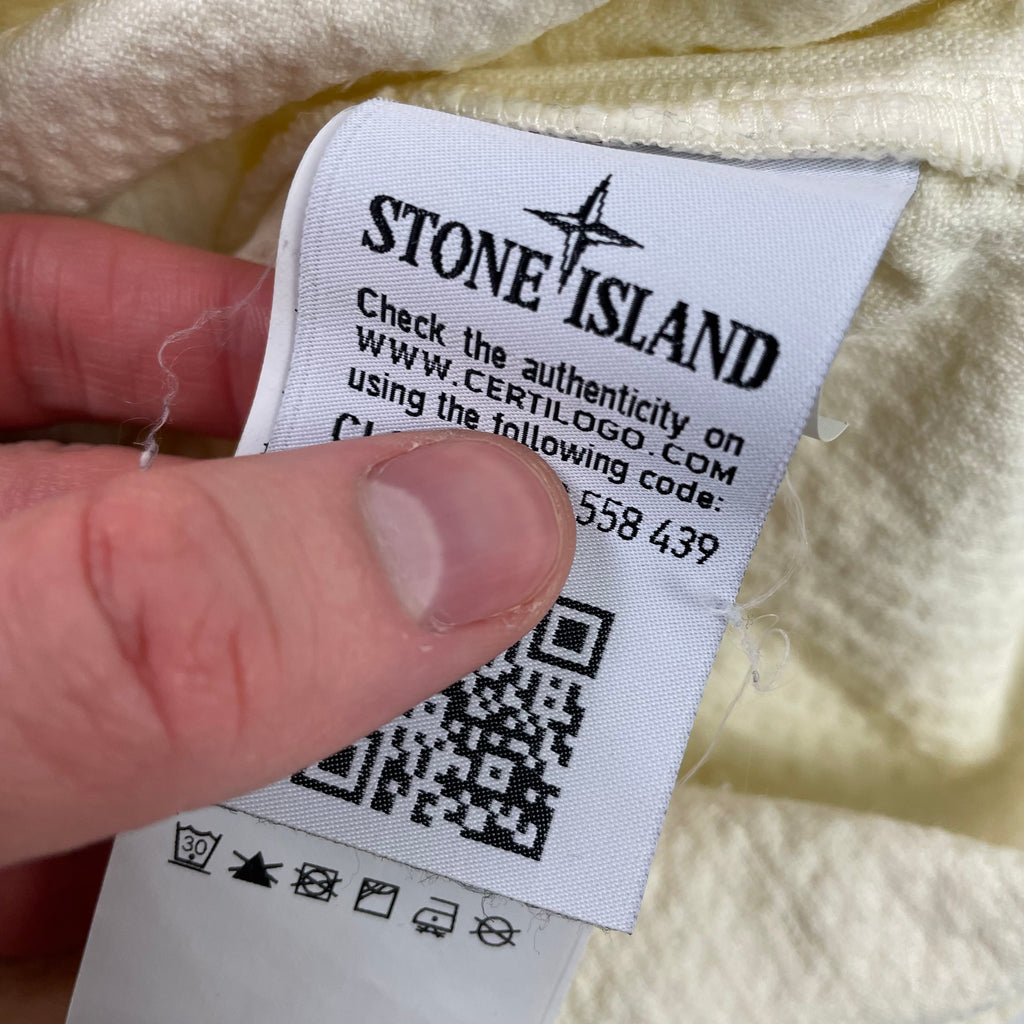 STONE ISLAND
Check the authenticity on
WWW.CERTILOGO.COM
using the following code:
558 439
30